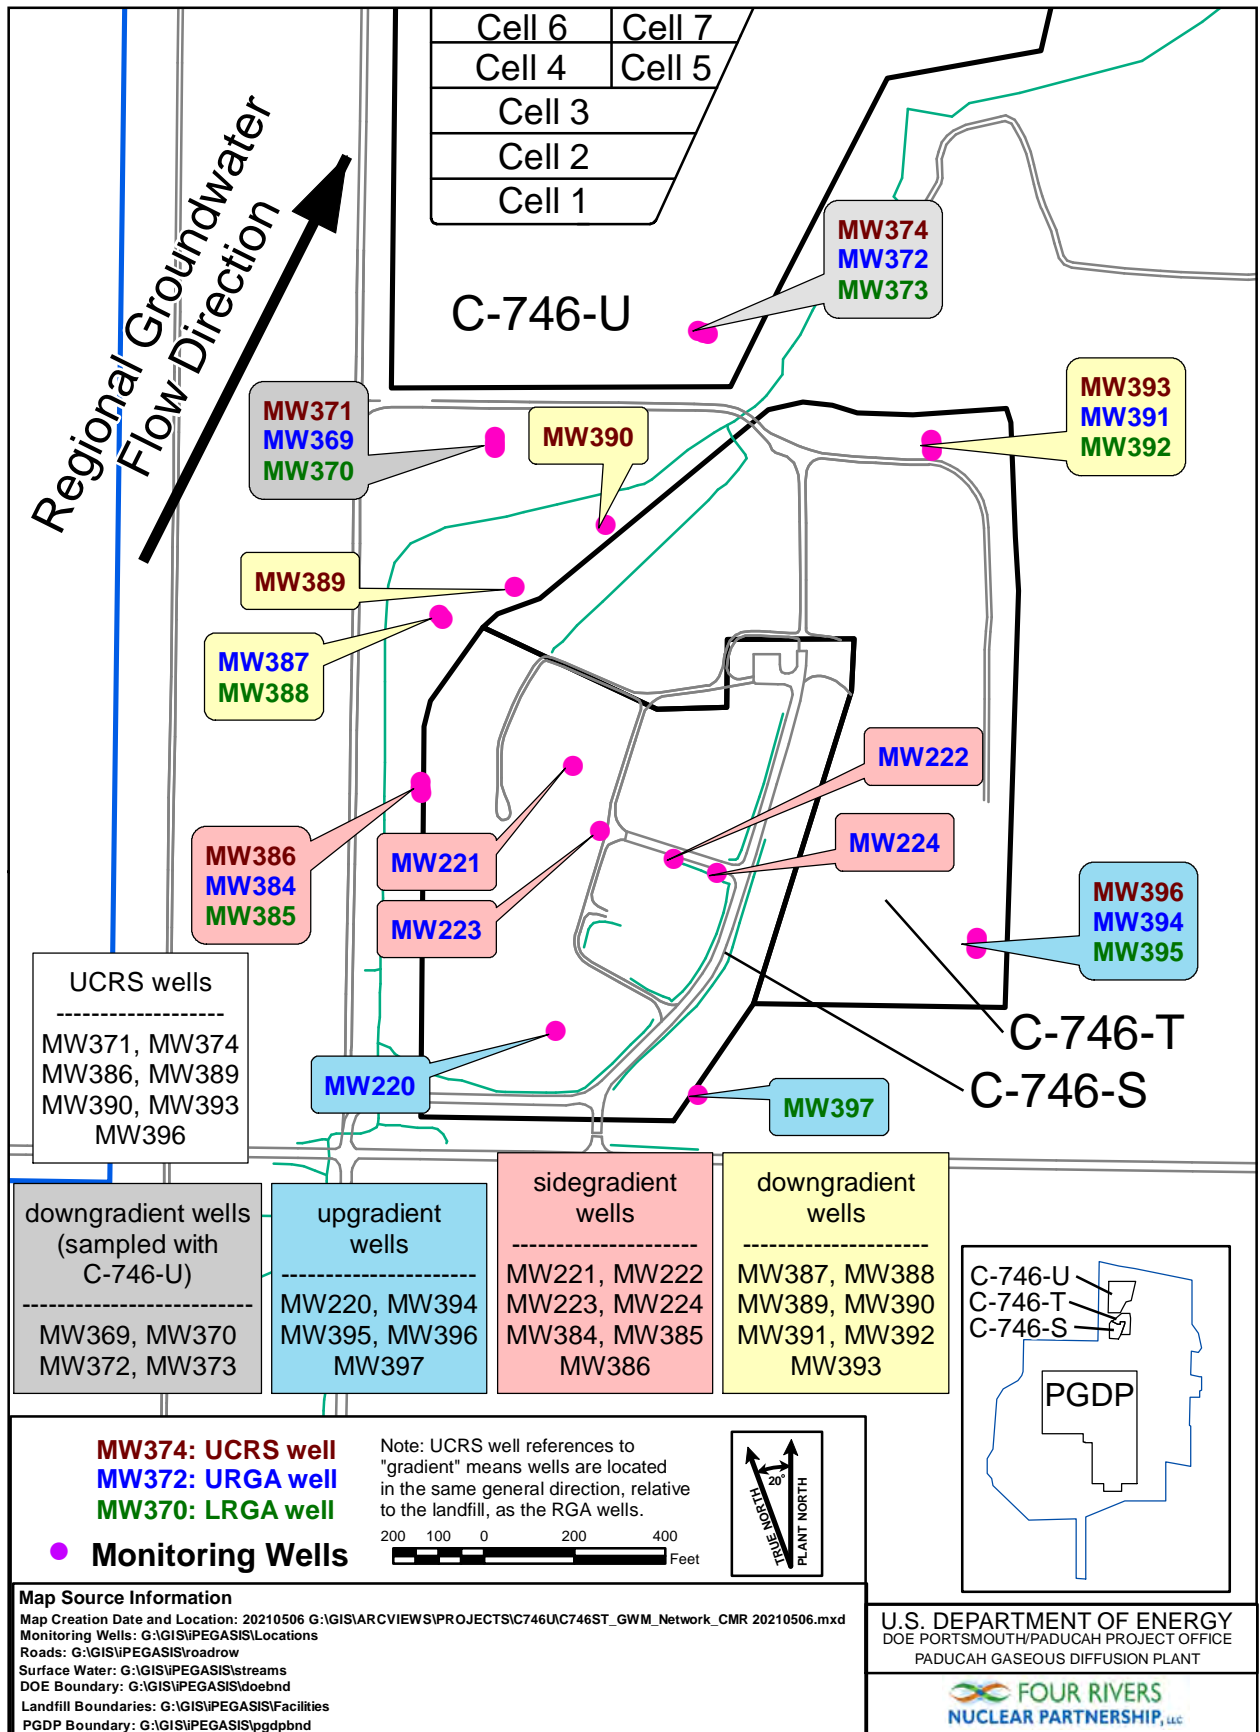 Cell 6
Cell 7
Cell 4
Cell 5
Cell 3
Cell 2
Cell 1
Regional Groundwater
Flow Direction
C-746-U
MW374
MW372
MW373
MW371
MW369
MW370
MW390
MW393
MW391
MW392
MW389
MW387
MW388
MW222
MW224
MW386
MW384
MW385
MW221
MW223
MW396
MW394
MW395
MW220
MW397
C-746-T
C-746-S
UCRS wells
-------------------
MW371, MW374
MW386, MW389
MW390, MW393
MW396
downgradient wells
(sampled with
C-746-U)
--------------------------
MW369, MW370
MW372, MW373
upgradient
wells
----------------------
MW220, MW394
MW395, MW396
MW397
sidegradient
wells
---------------------
MW221, MW222
MW223, MW224
MW384, MW385
MW386
downgradient
wells
---------------------
MW387, MW388
MW389, MW390
MW391, MW392
MW393
C-746-U
C-746-T
C-746-S
PGDP
MW374: UCRS well
MW372: URGA well
MW370: LRGA well
Monitoring Wells
Note: UCRS well references to
"gradient" means wells are located
in the same general direction, relative
to the landfill, as the RGA wells.
200 100 0 200 400
Feet
20°
TRUE NORTH
PLANT NORTH
Map Source Information
Map Creation Date and Location: 20210506 G:\GIS\ARCVIEWS\PROJECTS\C746U\C746ST_GWM_Network_CMR 20210506.mxd
Monitoring Wells: G:\GIS\iPEGASIS\Locations
Roads: G:\GIS\iPEGASIS\roadrow
Surface Water: G:\GIS\iPEGASIS\streams
DOE Boundary: G:\GIS\iPEGASIS\doebnd
Landfill Boundaries: G:\GIS\iPEGASIS\Facilities
PGDP Boundary: G:\GIS\iPEGASIS\pgdpbnd
U.S. DEPARTMENT OF ENERGY
DOE PORTSMOUTH/PADUCAH PROJECT OFFICE
PADUCAH GASEOUS DIFFUSION PLANT
FOUR RIVERS
NUCLEAR PARTNERSHIP, LLC